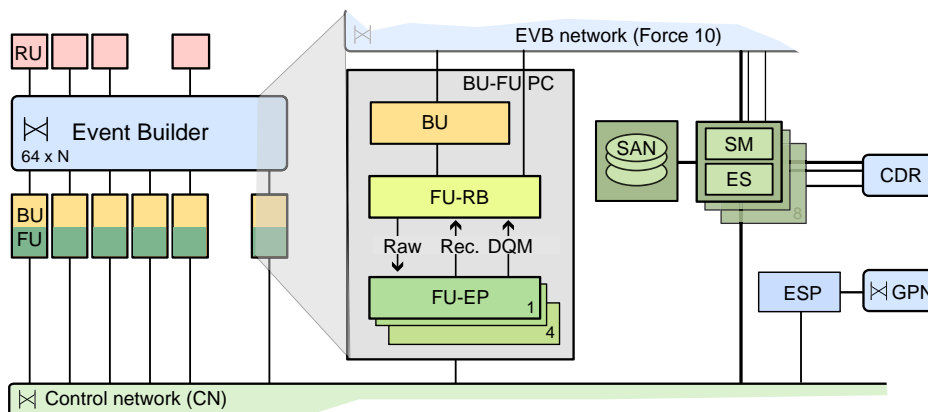 EVB network (Force 10)
RU
BU-FU PC
Event Builder
64 x N
BU
SAN
SM
ES
CDR
8
FU-RB
BU
FU
Raw
Rec.
DQM
FU-EP
1
4
ESP
GPN
Control network (CN)